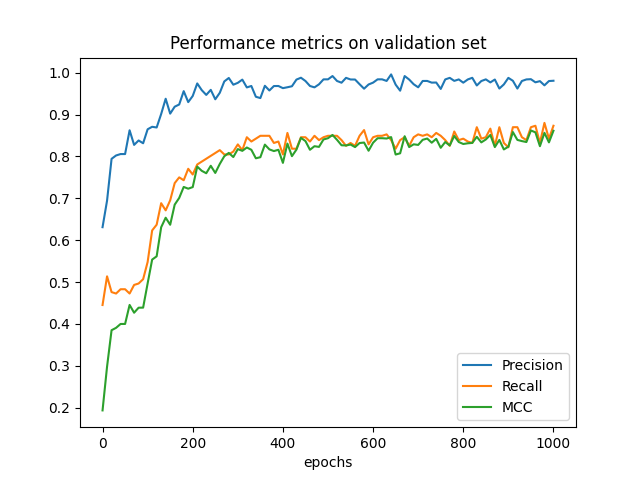 Performance metrics on validation set
1.0
0.9
0.8
0.7
0.6
0.5
0.4
0.3
0.2
Precision
Recall
MCC
0 200 400 600 800 1000
epochs